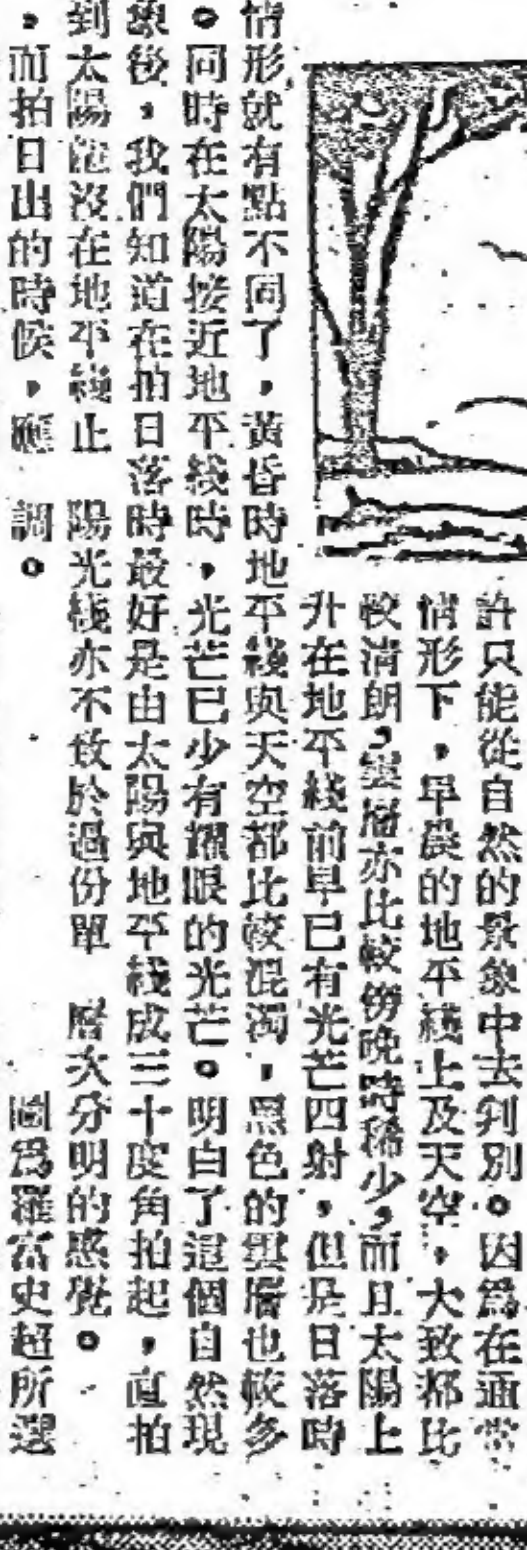 許只能從自然的景象中去判別。因爲在通常
情形下，早晨的地平綫上及天空，大致都比
較清朗，雲層亦比較傍晚時稀少，而且太陽上
升在地平綫前早已有光芒四射，但是日落時
情形就有點不同了，黃昏時地平綫與天空都比較混濁，黑色的雲層也較多
。同時在太陽接近地平綫時，光芒已少有耀眼的光芒。明白了這個自然現
象後，我們知道在拍日落時最好是由太陽與地平綫成三十度角拍起，直拍
到太陽沒在地平綫止 陽光綫亦不致於過份單 層次分明的感覺。
，而拍日出的時候，應 調。 圖爲羅富史超所選